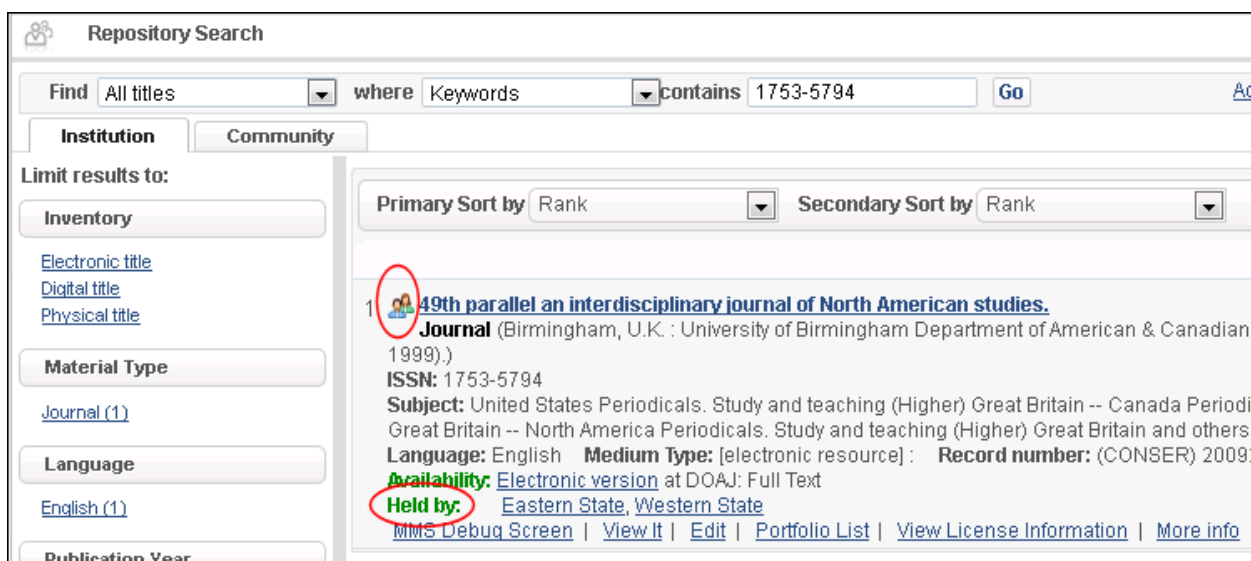 Repository Search
Find All titles where Keywords contains 1753-5794 Go
Institution Community
Limit results to:
Primary Sort by Rank Secondary Sort by Rank
Inventory
Electronic title
Digital title
Physical title
1 49th parallel an interdisciplinary journal of North American studies.
Journal (Birmingham, U.K. : University of Birmingham Department of American & Canadian
1999).)
Material Type
ISSN: 1753-5794
Journal (1)
Subject: United States Periodicals. Study and teaching (Higher) Great Britain -- Canada Periodi
Great Britain -- North America Periodicals. Study and teaching (Higher) Great Britain and others
Language
Language: English Medium Type: [electronic resource] : Record number: (CONSER) 2009
Availability: Electronic version at DOAJ: Full Text
English (1)
Held by: Eastern State, Western State
MMS Debug Screen | View It | Edit | Portfolio List | View License Information | More info
Publication Year